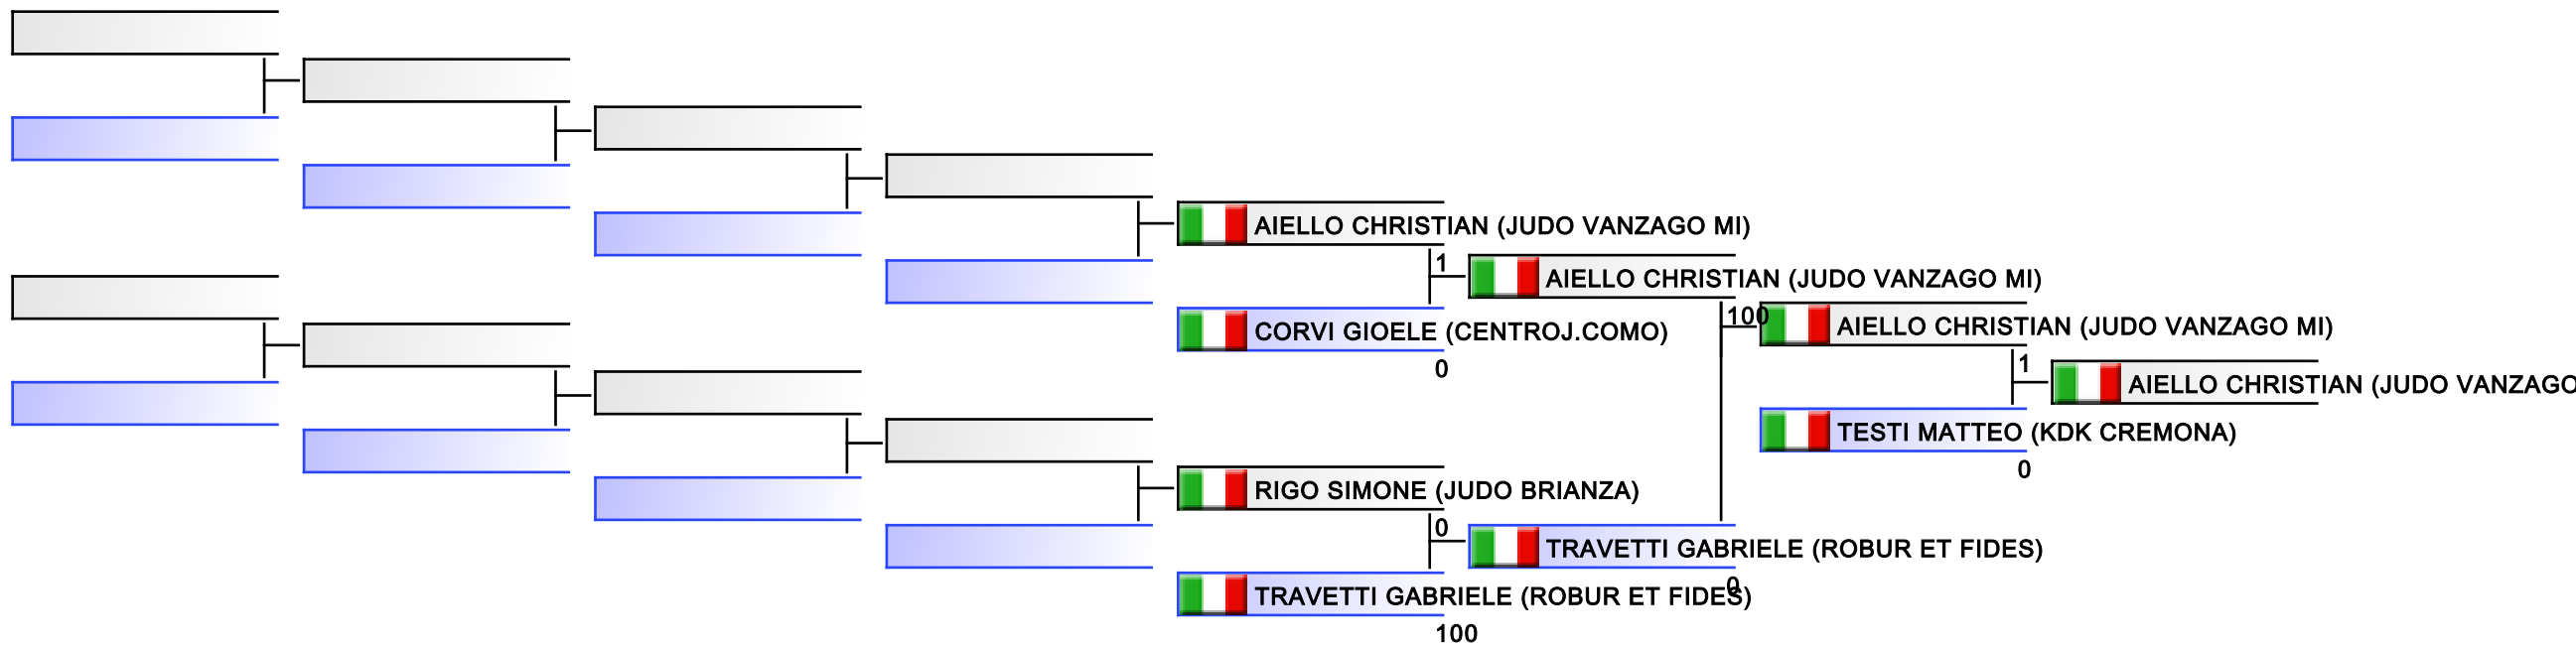 AIELLO CHRISTIAN (JUDO VANZAGO MI)
1
AIELLO CHRISTIAN (JUDO VANZAGO MI)
CORVI GIOELE (CENTROJ.COMO)
0
100
AIELLO CHRISTIAN (JUDO VANZAGO MI)
1
AIELLO CHRISTIAN (JUDO VANZAGO
TESTI MATTEO (KDK CREMONA)
0
RIGO SIMONE (JUDO BRIANZA)
0
TRAVETTI GABRIELE (ROBUR ET FIDES)
0
TRAVETTI GABRIELE (ROBUR ET FIDES)
100